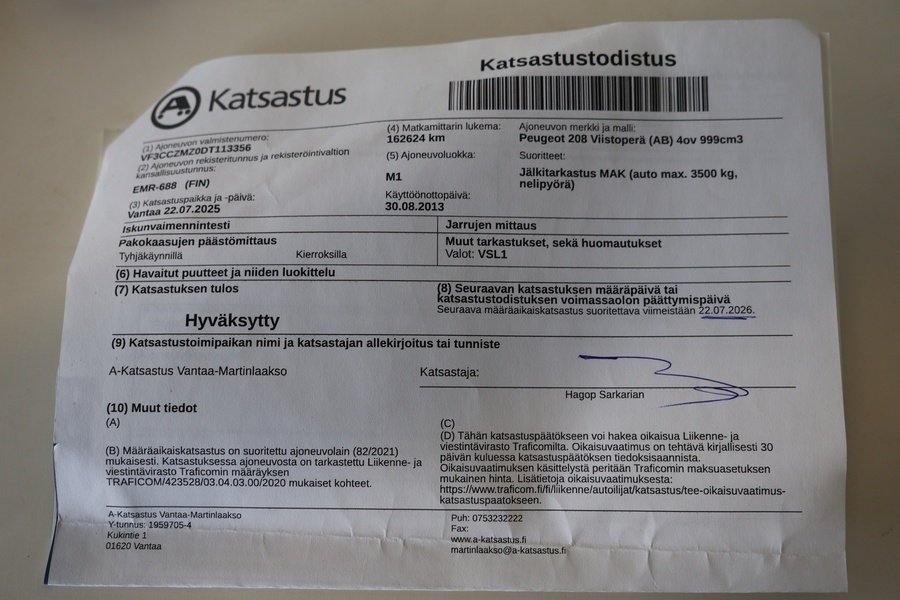 Katsastus
Katsastustodistus
(1) Ajoneuvon valmistenumero:
VF3CCZMZ0DT113356
(2) Ajoneuvon rekisteritunnus ja rekisteröintivaltion
kansallisuustunnus:
EMR-688 (FIN)
(3) Katsastuspaikka ja -päivä:
Vantaa 22.07.2025
(4) Matkamittarin lukema:
162624 km
(5) Ajoneuvoluokka:
M1
Käyttöönottopäivä:
30.08.2013
Ajoneuvon merkki ja malli:
Peugeot 208 Viistoperä (AB) 4ov 999cm3
Suoritteet:
Jälkitarkastus MAK (auto max. 3500 kg,
nelipyörä)
Iskunvaimennintesti
Jarrujen mittaus
Pakokaasujen päästömittaus
Tyhjäkäynnillä Kierroksilla
Muut tarkastukset, sekä huomautukset
Valot: VSL1
(6) Havaitut puutteet ja niiden luokittelu
(7) Katsastuksen tulos
Hyväksytty
(8) Seuraavan katsastuksen määräpäivä tai
katsastustodistuksen voimassaolon päättymispäivä
Seuraava määräaikaiskatsastus suoritettava viimeistään 22.07.2026.
(9) Katsastustoimipaikan nimi ja katsastajan allekirjoitus tai tunniste
A-Katsastus Vantaa-Martinlaakso
Katsastaja:
Hagop Sarkarian
(10) Muut tiedot
(A)
(B) Määräaikaiskatsastus on suoritettu ajoneuvolain (82/2021)
mukaisesti. Katsastuksessa ajoneuvosta on tarkastettu Liikenne- ja
viestintävirasto Traficomin määräyksen
TRAFICOM/423528/03.04.03.00/2020 mukaiset kohteet.
(C)
(D) Tähän katsastuspäätökseen voi hakea oikaisua Liikenne- ja
viestintävirasto Traficomilta. Oikaisuvaatimus on tehtävä kirjallisesti 30
päivän kuluessa katsastuspäätöksen tiedoksisaannista.
Oikaisuvaatimuksen käsittelystä peritään Traficomin maksuasetuksen
mukainen hinta. Lisätietoja oikaisuvaatimuksesta:
https://www.traficom.fi/fi/liikenne/autoilijat/katsastus/tee-oikaisuvaatimus-
katsastuspaatokseen.
A-Katsastus Vantaa-Martinlaakso
Y-tunnus: 1959705-4
Kukintie 1
01620 Vantaa
Puh: 0753232222
Fax:
www.a-katsastus.fi
martinlaakso@a-katsastus.fi